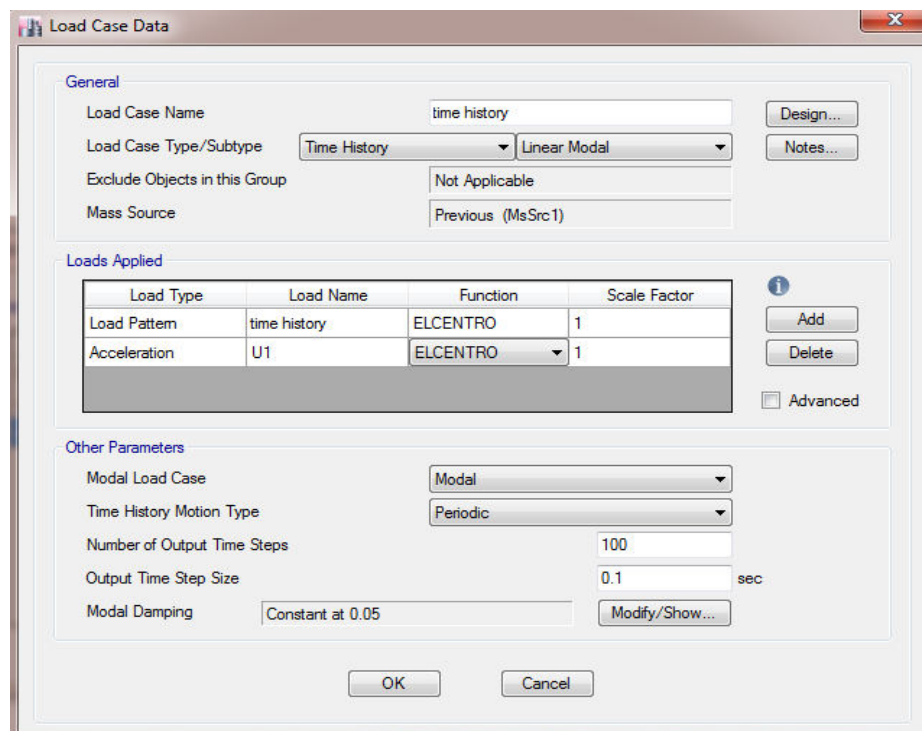 Load Case Data
General
Load Case Name time history Design...
Load Case Type/Subtype Time History Linear Modal Notes...
Exclude Objects in this Group Not Applicable
Mass Source Previous (MsSrc1)
Loads Applied
Load Type Load Name Function Scale Factor
Load Pattern time history ELCENTRO 1 Add
Acceleration U1 ELCENTRO 1 Delete
Advanced
Other Parameters
Modal Load Case Modal
Time History Motion Type Periodic
Number of Output Time Steps 100
Output Time Step Size 0.1 sec
Modal Damping Constant at 0.05 Modify/Show...
OK Cancel